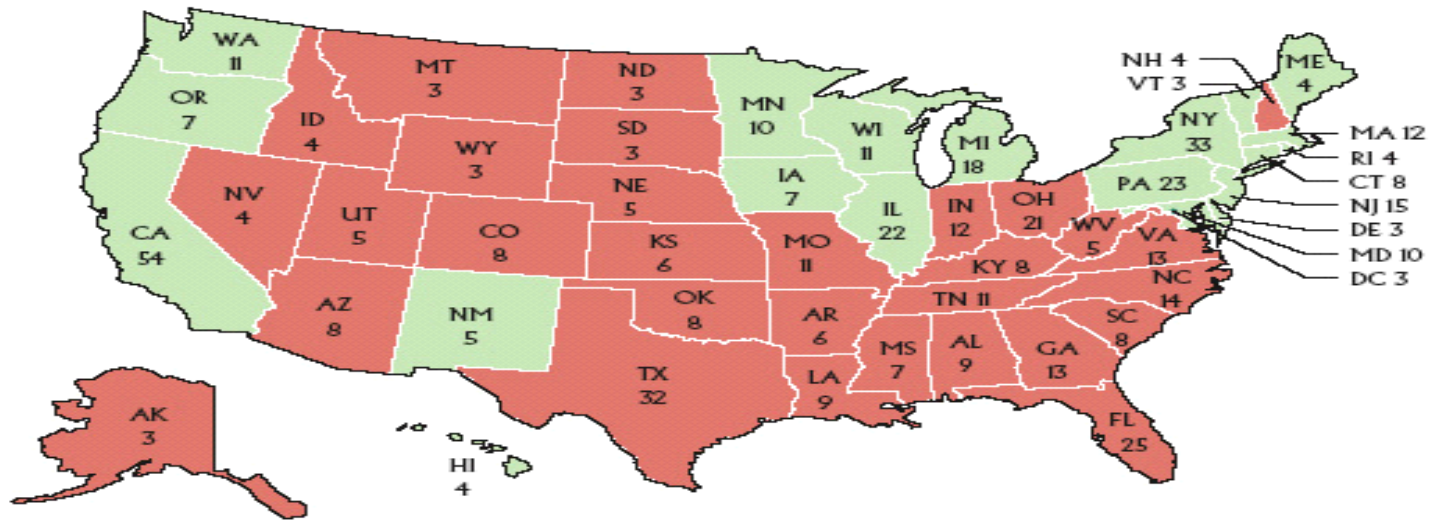 WA
11
OR
7
CA
54
ID
4
NV
4
MT
3
WY
3
UT
5
AZ
8
CO
8
NM
5
ND
3
SD
3
NE
5
KS
6
OK
8
TX
32
MN
10
IA
7
MO
11
AR
6
LA
9
WI
11
IL
22
MI
18
IN
12
OH
21
KY 8
TN 11
MS
7
AL
9
GA
13
FL
25
SC
8
NC
14
VA
13
WV
5
PA 23
NY
33
ME
4
NH 4
VT 3
MA 12
RI 4
CT 8
NJ 15
DE 3
MD 10
DC 3
AK
3
HI
4